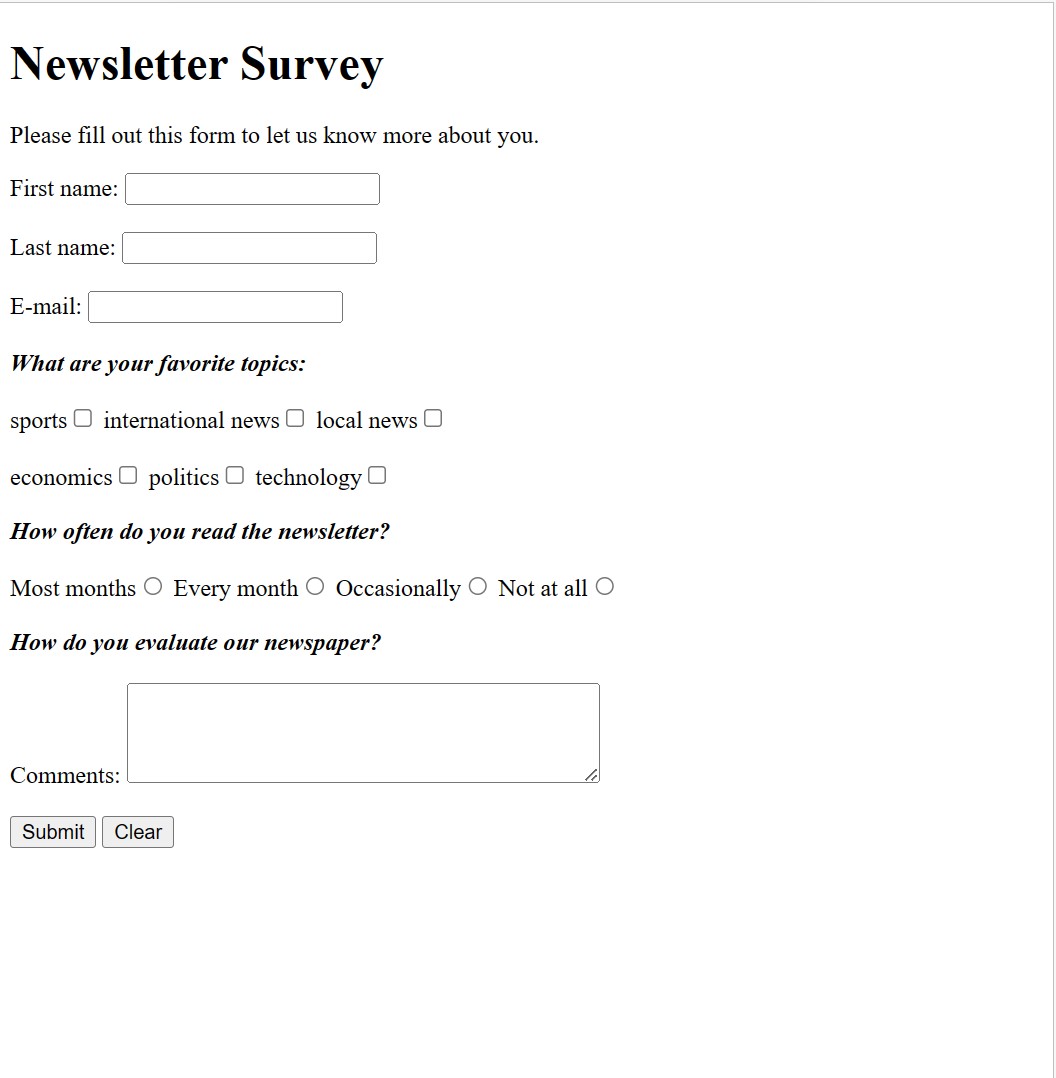 Newsletter Survey
Please fill out this form to let us know more about you.
First name:
Last name:
E-mail:
What are your favorite topics:
sports international news local news
economics politics technology
How often do you read the newsletter?
Most months Every month Occasionally Not at all
How do you evaluate our newspaper?
Comments:
Submit Clear